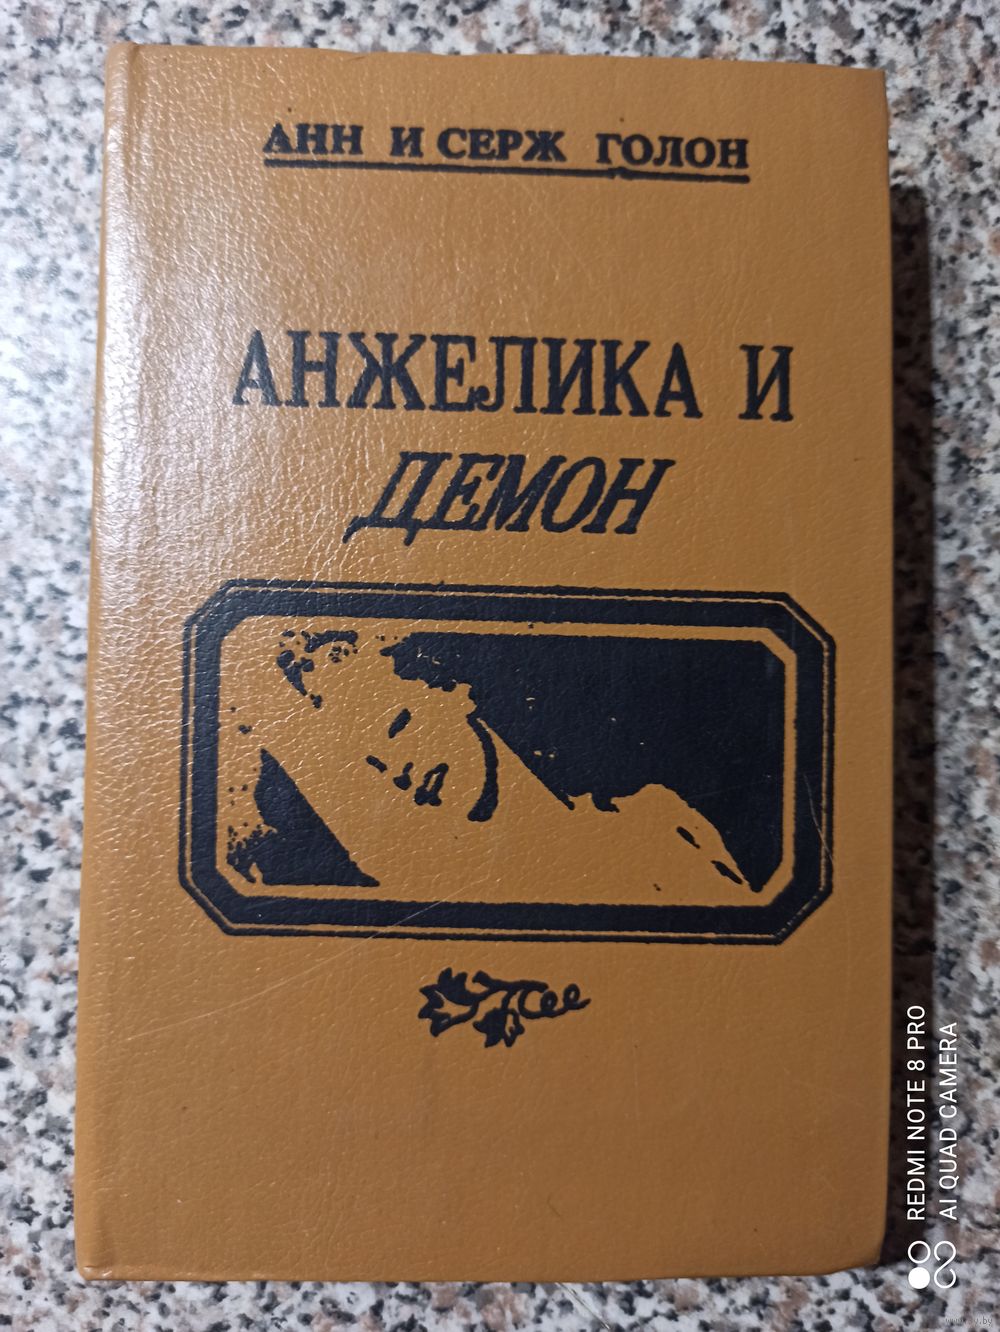 АНН И СЕРЖ ГОЛОН
АНЖЕЛИКА И
ДЕМОН
REDMI NOTE 8 PRO
AI QUAD CAMERA